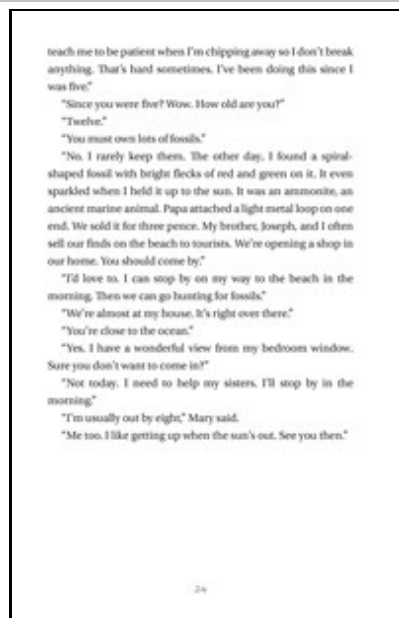 teach me to be patient when I'm chipping away so I don't break
anything. That's hard sometimes. I've been doing this since I
was five."
"Since you were five? Wow. How old are you?"
"Twelve."
"You must own lots of fossils."
"No. I rarely keep them. The other day, I found a spiral-
shaped fossil with bright flecks of red and green on it. It even
sparkled when I held it up to the sun. It was an ammonite, an
ancient marine animal. Papa attached a light metal loop on one
end. We sold it for three pence. My brother, Joseph, and I often
sell our finds on the beach to tourists. We're opening a shop in
our home. You should come by."
"I'd love to. I can stop by on my way to the beach in the
morning. Then we can go hunting for fossils."
"We're almost at my house. It's right over there."
"You're close to the ocean."
"Yes. I have a wonderful view from my bedroom window.
Sure you don't want to come in?"
"Not today. I need to help my sisters. I'll stop by in the
morning."
"I'm usually out by eight," Mary said.
"Me too. I like getting up when the sun's out. See you then."
24